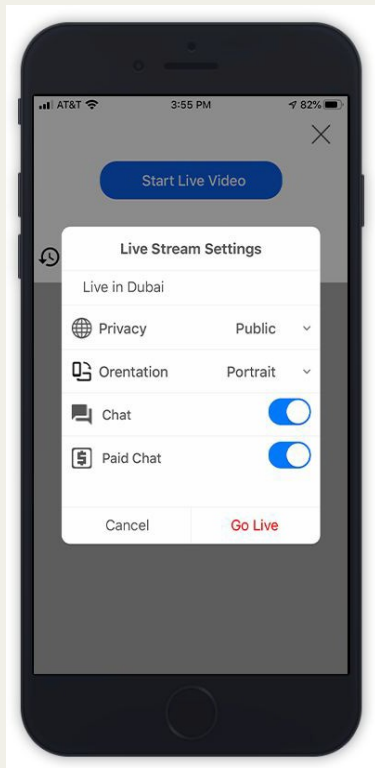 AT&T 3:55 PM 82%
Start Live Video
Live Stream Settings
Live in Dubai
Privacy Public
Orentation Portrait
Chat
$ Paid Chat
Cancel Go Live